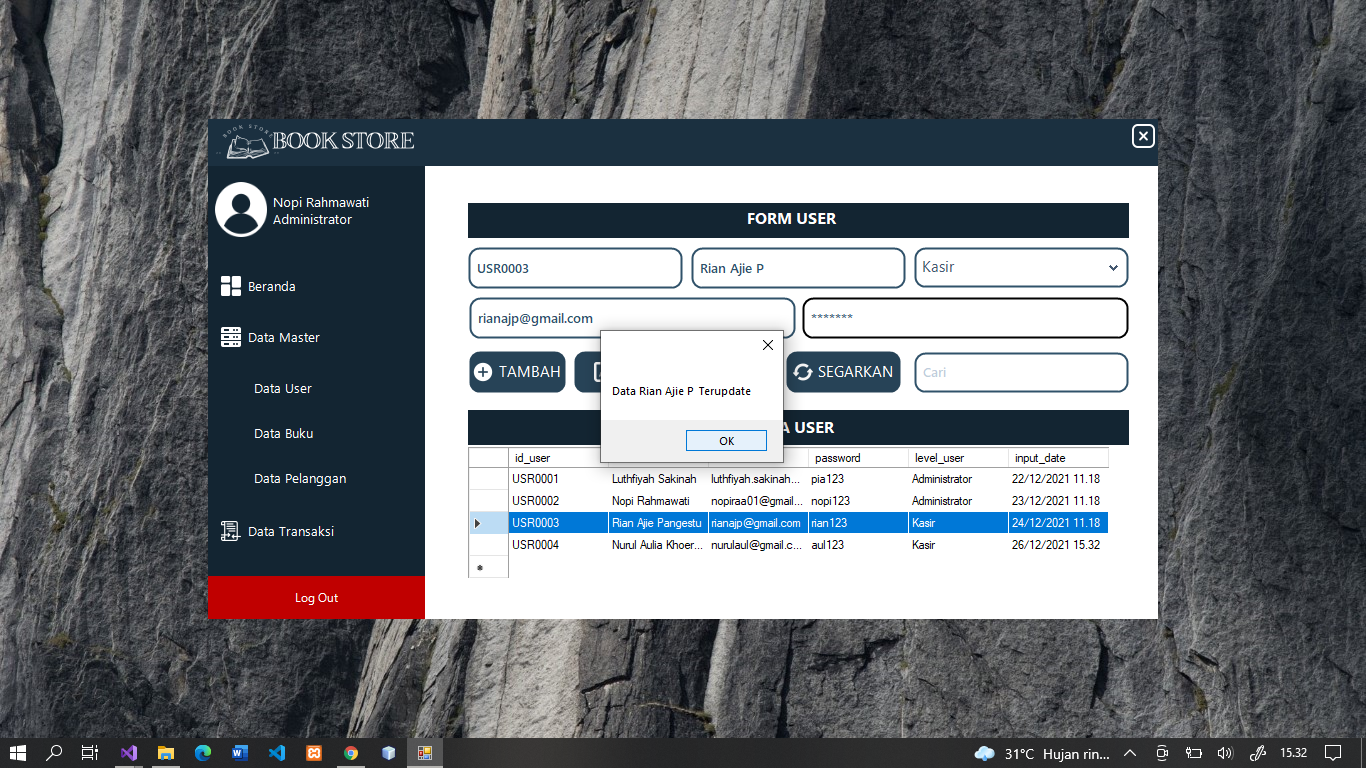 BOOK STORE
BOOK STORE
Nopi Rahmawati
Administrator
Beranda
Data Master
Data User
Data Buku
Data Pelanggan
Data Transaksi
Log Out
FORM USER
USR0003 Rian Ajie P Kasir
rianajp@gmail.com *******
TAMBAH SEGARKAN Cari
Data Rian Ajie P Terupdate
OK
A USER
id_user password level_user input_date
USR0001 Luthfiyah Sakinah luthfiyah.sakinah... pia123 Administrator 22/12/2021 11.18
USR0002 Nopi Rahmawati nopiraa01@gmail... nopi123 Administrator 23/12/2021 11.18
USR0003 Rian Ajie Pangestu rianajp@gmail.com rian123 Kasir 24/12/2021 11.18
USR0004 Nurul Aulia Khoer... nurulaul@gmail.c... aul123 Kasir 26/12/2021 15.32
31°C Hujan rin... 15.32